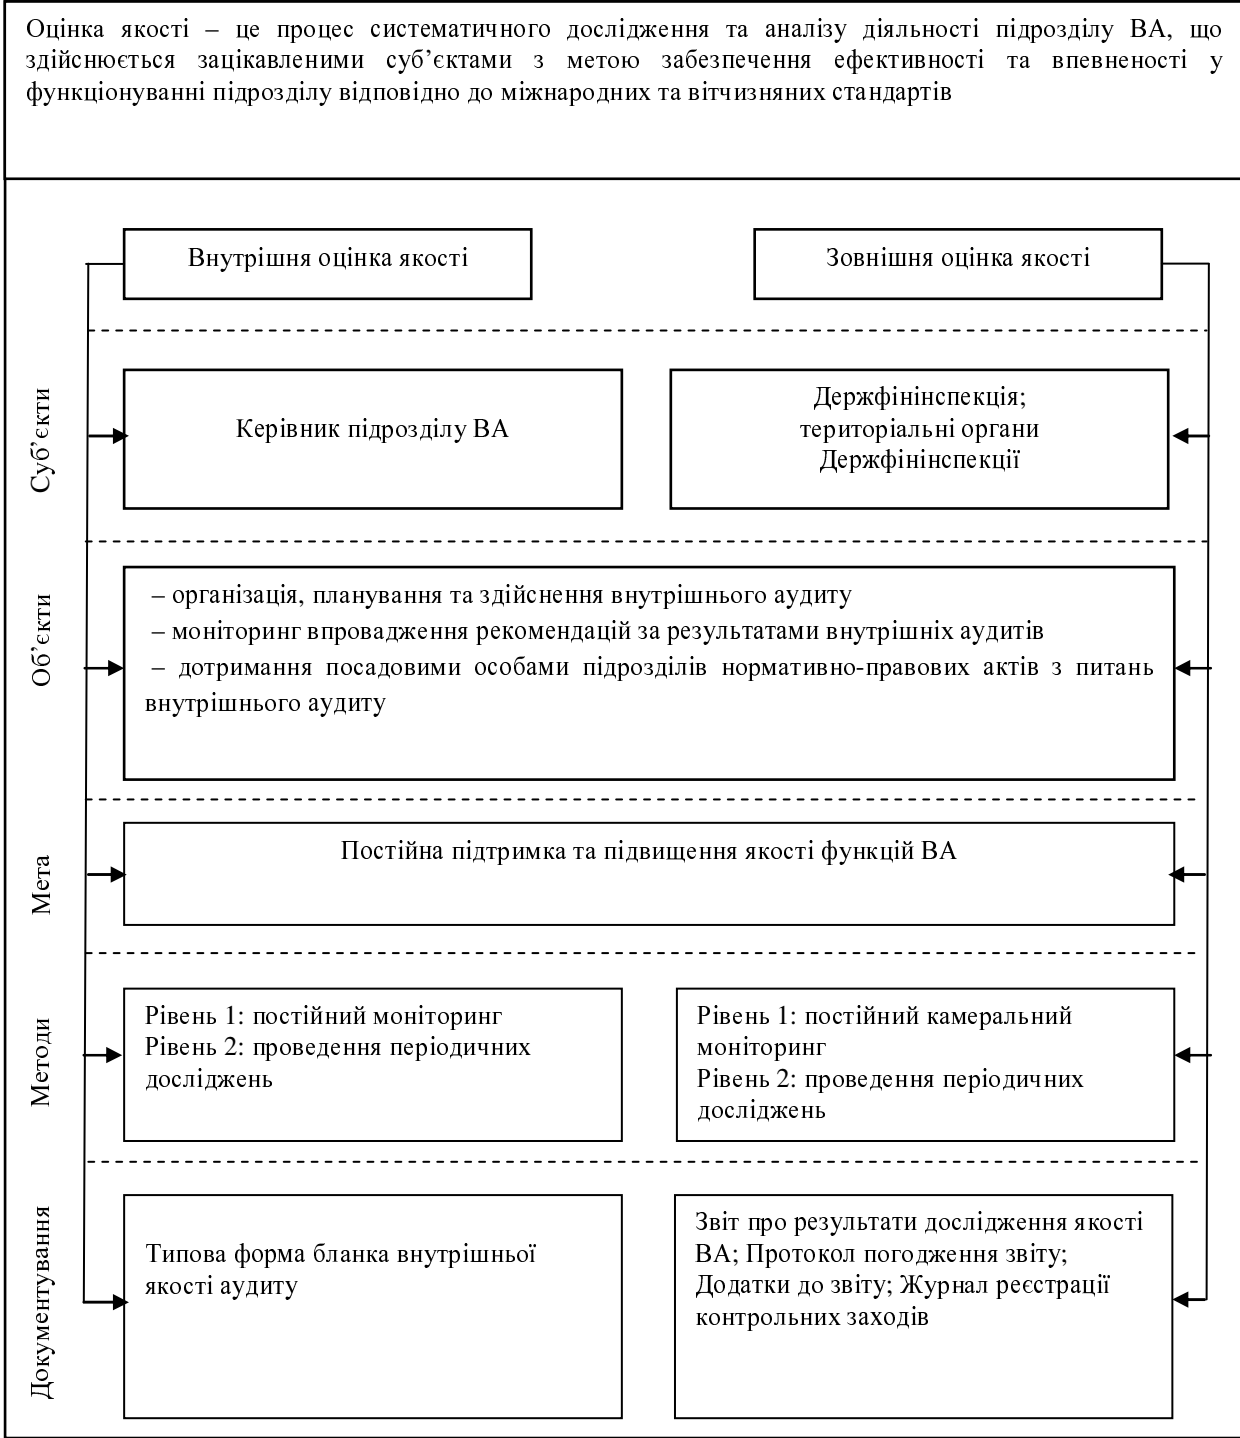 Оцінка якості – це процес систематичного дослідження та аналізу діяльності підрозділу ВА, що
здійснюється зацікавленими суб’єктами з метою забезпечення ефективності та впевненості у
функціонуванні підрозділу відповідно до міжнародних та вітчизняних стандартів
Внутрішня оцінка якості
Зовнішня оцінка якості
Суб’єкти
Керівник підрозділу ВА
Держфінінспекція;
територіальні органи
Держфінінспекції
Об’єкти
– організація, планування та здійснення внутрішнього аудиту
– моніторинг впровадження рекомендацій за результатами внутрішніх аудитів
– дотримання посадовими особами підрозділів нормативно-правових актів з питань
внутрішнього аудиту
Мета
Постійна підтримка та підвищення якості функцій ВА
Методи
Рівень 1: постійний моніторинг
Рівень 2: проведення періодичних
досліджень
Рівень 1: постійний камеральний
моніторинг
Рівень 2: проведення періодичних
досліджень
Документування
Типова форма бланка внутрішньої
якості аудиту
Звіт про результати дослідження якості
ВА; Протокол погодження звіту;
Додатки до звіту; Журнал реєстрації
контрольних заходів